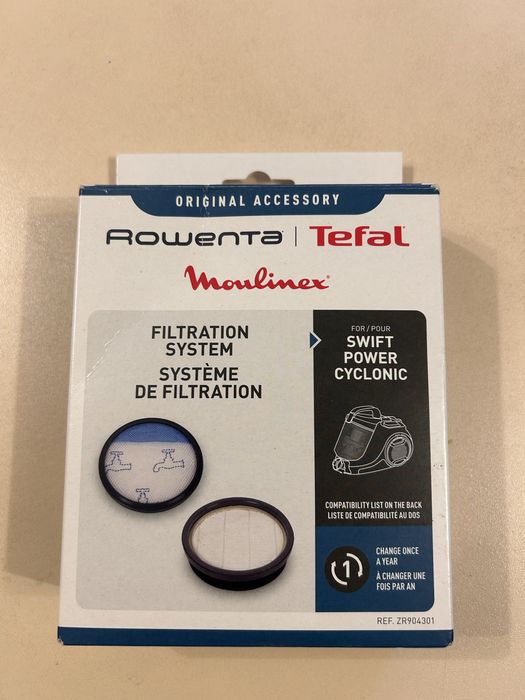 ORIGINAL ACCESSORY
Rowenta | Tefal
Moulinex
FILTRATION
SYSTEM
SYSTÈME
DE FILTRATION
FOR / POUR
SWIFT
POWER
CYCLONIC
COMPATIBILITY LIST ON THE BACK
LISTE DE COMPATIBILITÉ AU DOS
1
CHANGE ONCE
A YEAR
À CHANGER UNE
FOIS PAR AN
REF. ZR904301